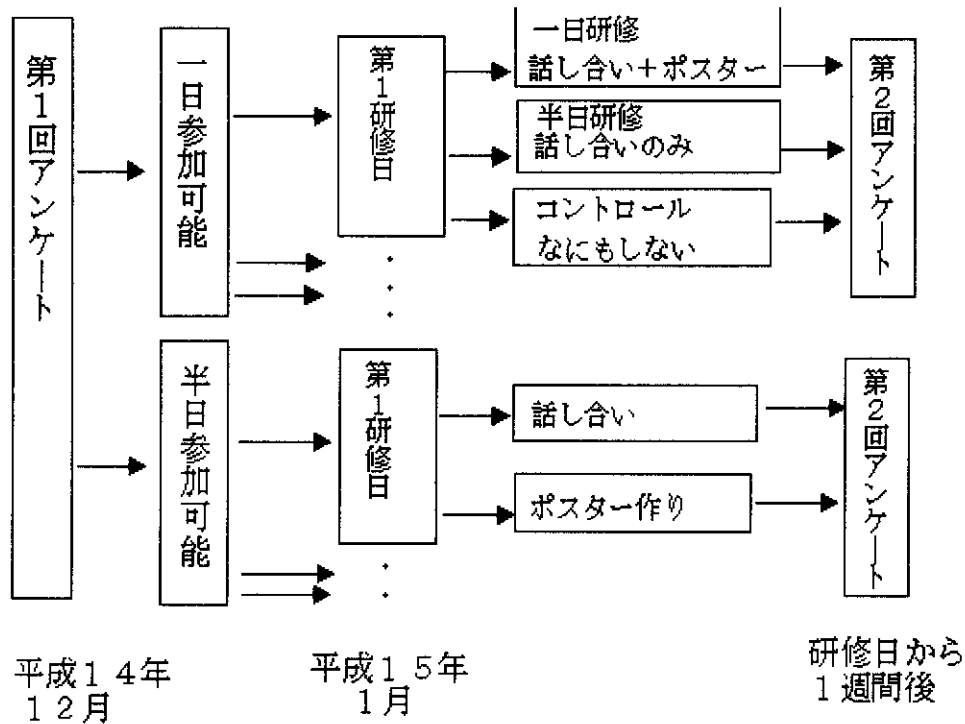 第１回アンケート
一日参加可能
第１研修日
一日研修
話し合い＋ポスター
半日研修
話し合いのみ
コントロール
なにもしない
第２回アンケート
半日参加可能
第１研修日
話し合い
ポスター作り
第２回アンケート
平成１４年
１２月
平成１５年
１月
研修日から
１週間後